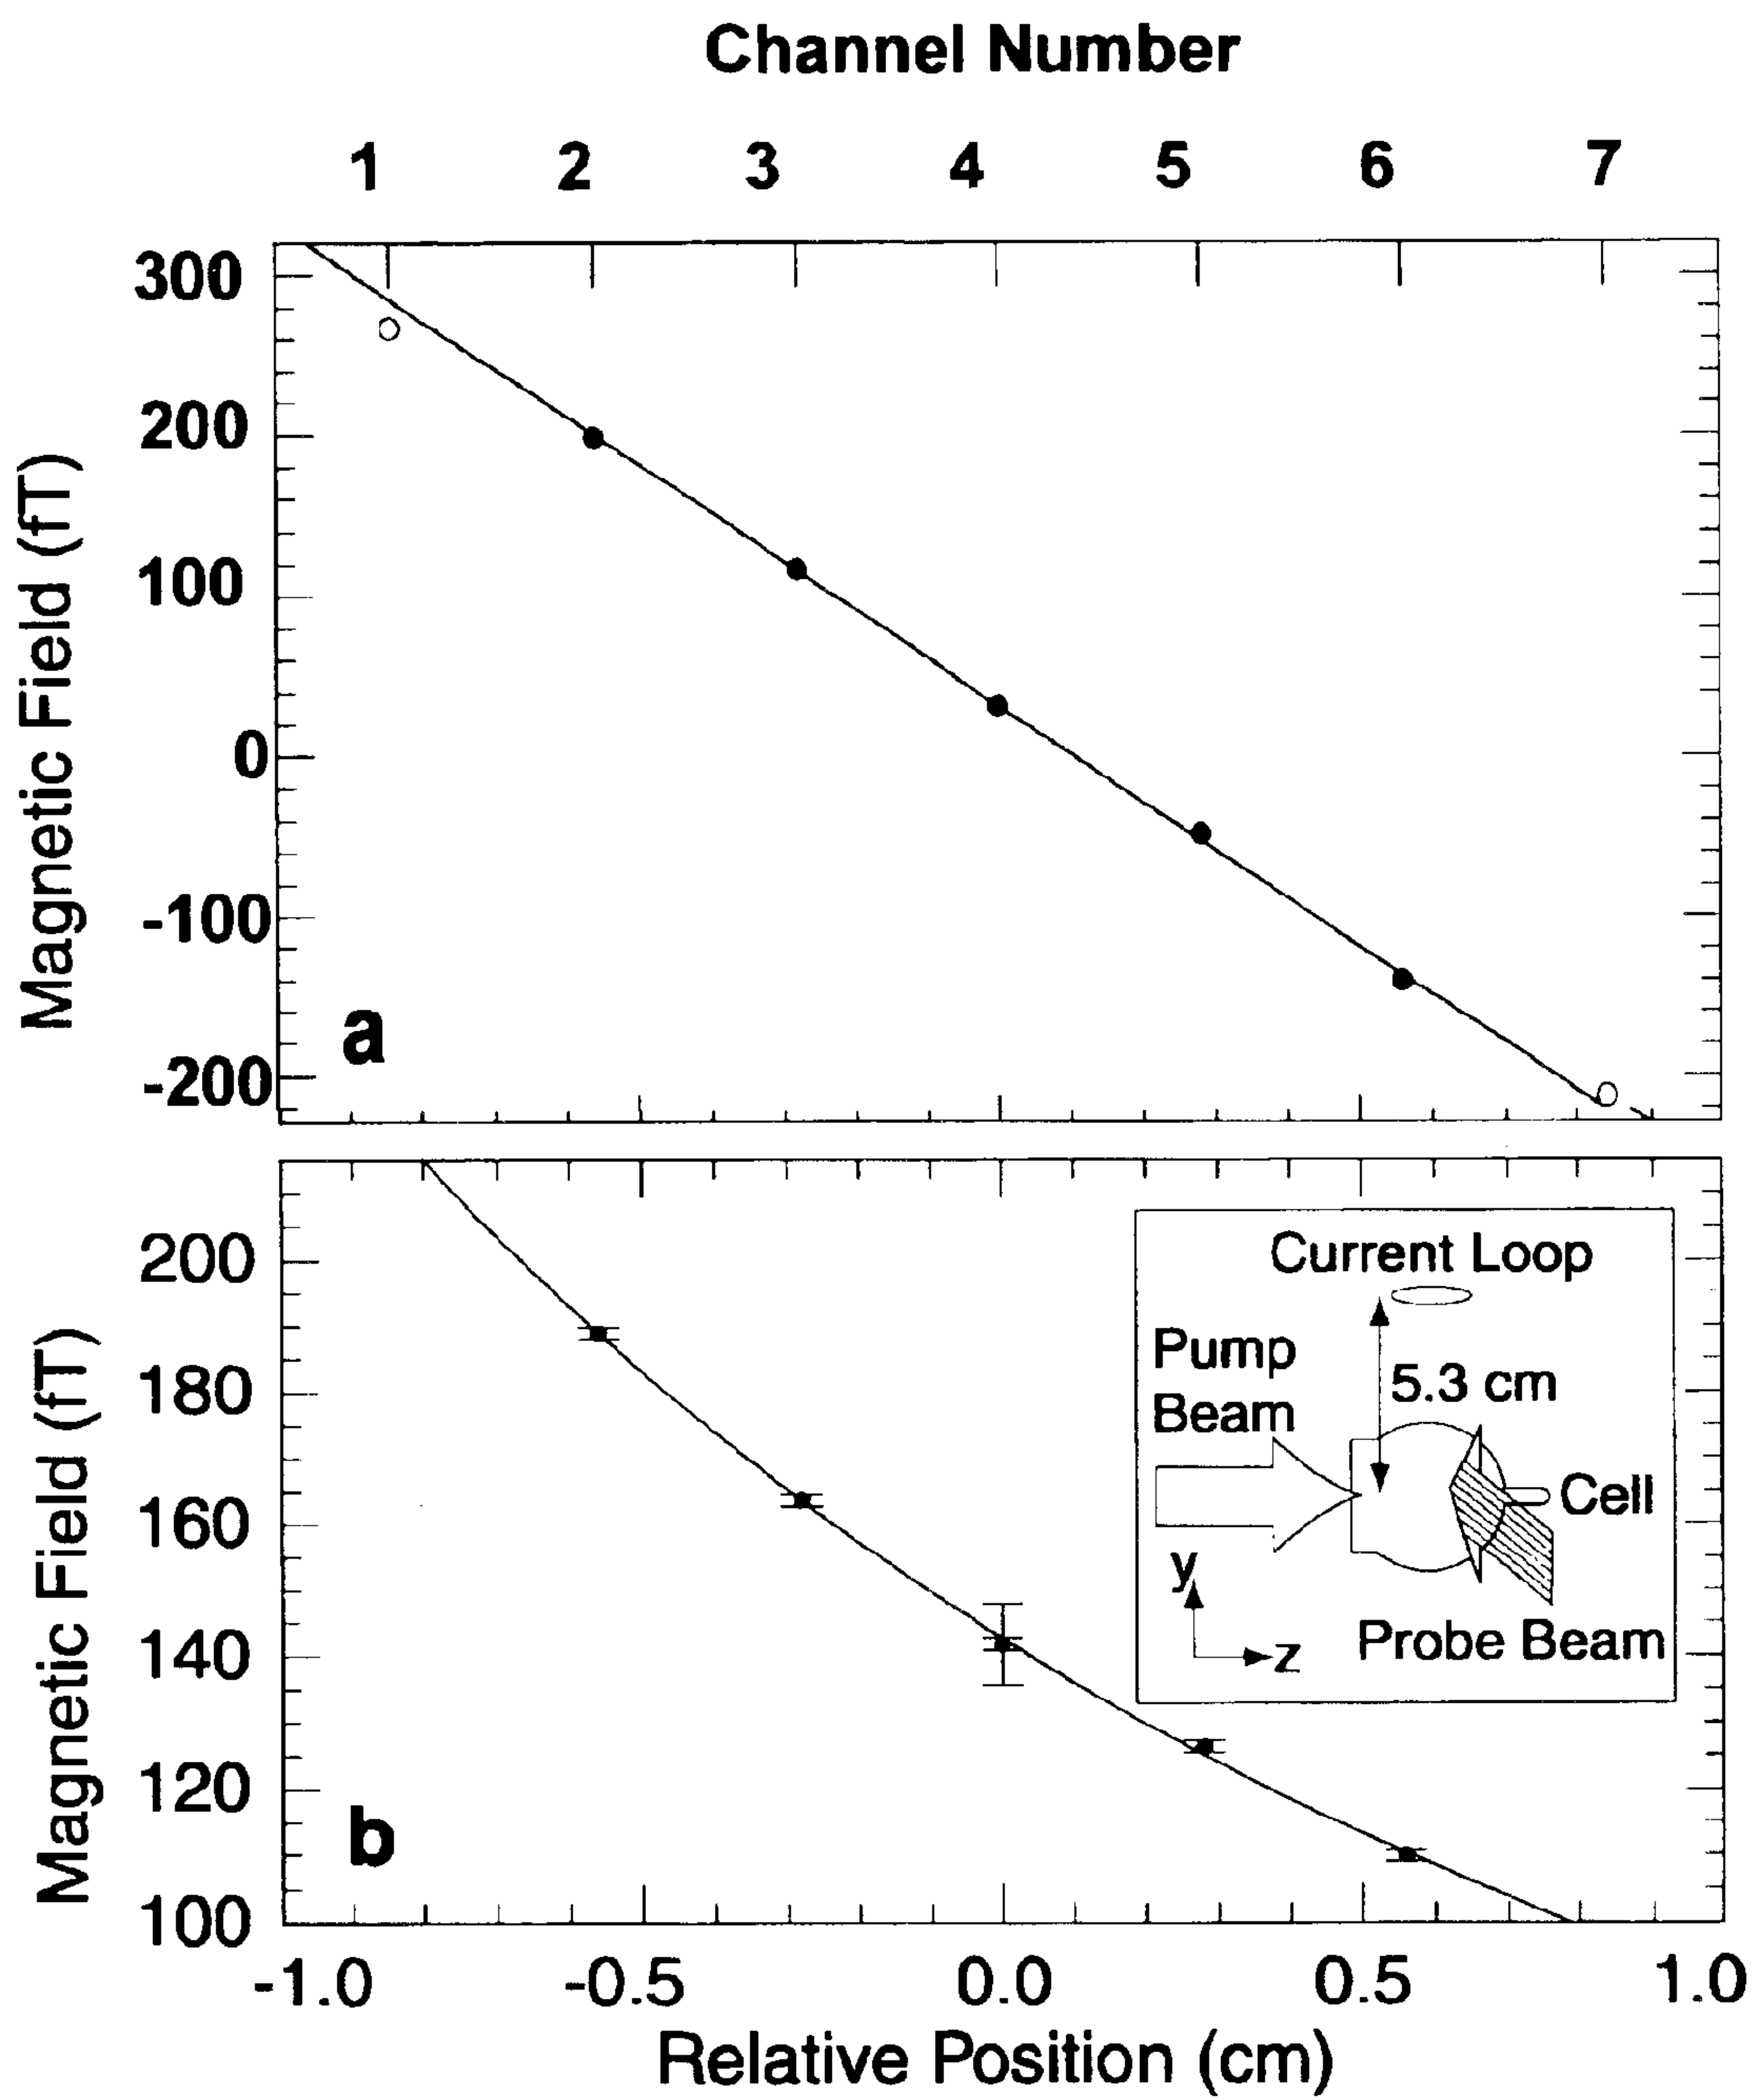 Channel Number
1 2 3 4 5 6 7
Magnetic Field (fT)
300
200
100
0
-100
-200
a
Magnetic Field (fT)
200
180
160
140
120
100
b
Current Loop
Pump
Beam
5.3 cm
Cell
y
z
Probe Beam
-1.0 -0.5 0.0 0.5 1.0
Relative Position (cm)